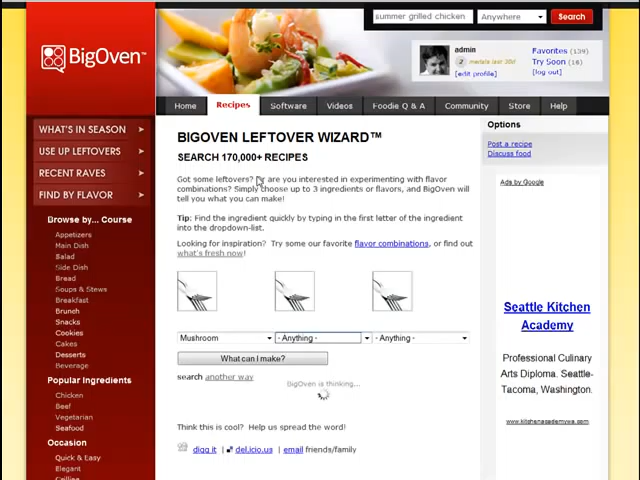 summer grilled chicken
Anywhere
Search
BigOven™
admin
2 medals last 30d
[edit profile]
Favorites (139)
Try Soon (16)
[log out]
Home
Recipes
Software
Videos
Foodie Q & A
Community
Store
Help
WHAT'S IN SEASON
USE UP LEFTOVERS
RECENT RAVES
FIND BY FLAVOR
Browse by... Course
Appetizers
Main Dish
Salad
Side Dish
Bread
Soups & Stews
Breakfast
Brunch
Snacks
Cookies
Cakes
Desserts
Beverage
Popular Ingredients
Chicken
Beef
Vegetarian
Seafood
Occasion
Quick & Easy
Elegant
Grilling
BIGOVEN LEFTOVER WIZARD™
SEARCH 170,000+ RECIPES
Got some leftovers? Or are you interested in experimenting with flavor
combinations? Simply choose up to 3 ingredients or flavors, and BigOven will
tell you what you can make!
Tip: Find the ingredient quickly by typing in the first letter of the ingredient
into the dropdown-list.
Looking for inspiration? Try some our favorite flavor combinations, or find out
what's fresh now!
Mushroom
- Anything -
- Anything -
What can I make?
search another way
BigOven is thinking...
Think this is cool? Help us spread the word!
digg it | del.icio.us | email friends/family
Options
Post a recipe
Discuss food
Ads by Google
Seattle Kitchen
Academy
Professional Culinary
Arts Diploma. Seattle-
Tacoma, Washington.
www.kitchenacademywa.com